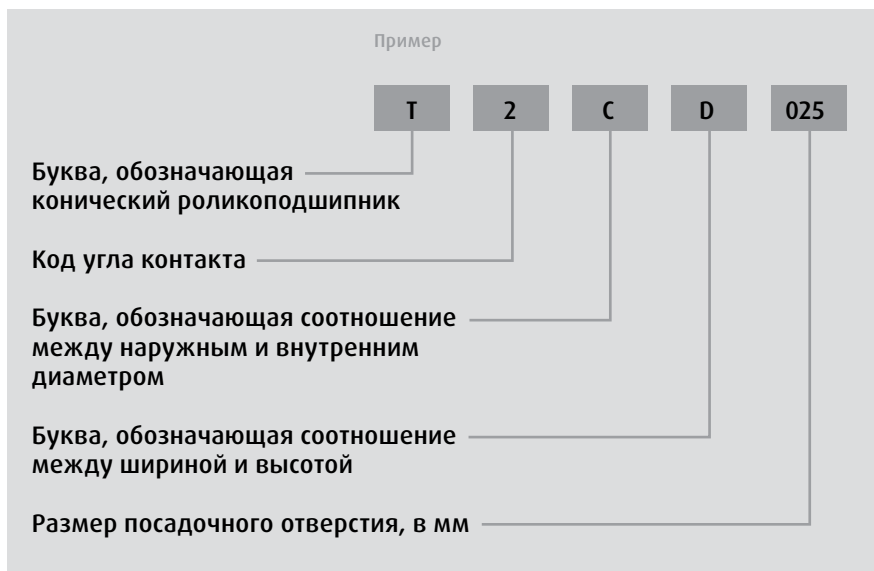 Пример
T 2 C D 025
Буква, обозначающая
конический роликоподшипник
Код угла контакта
Буква, обозначающая соотношение
между наружным и внутренним
диаметром
Буква, обозначающая соотношение
между шириной и высотой
Размер посадочного отверстия, в мм